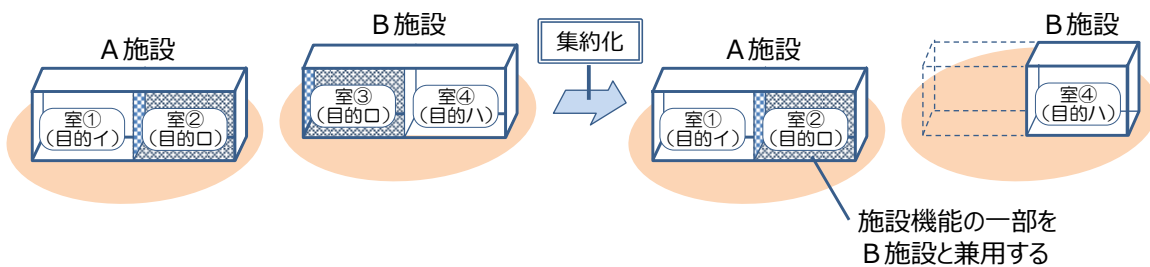 A施設
室①
(目的イ)
室②
(目的ロ)
B施設
室③
(目的ロ)
室④
(目的ハ)
集約化
A施設
室①
(目的イ)
室②
(目的ロ)
B施設
室④
(目的ハ)
施設機能の一部を
B施設と兼用する